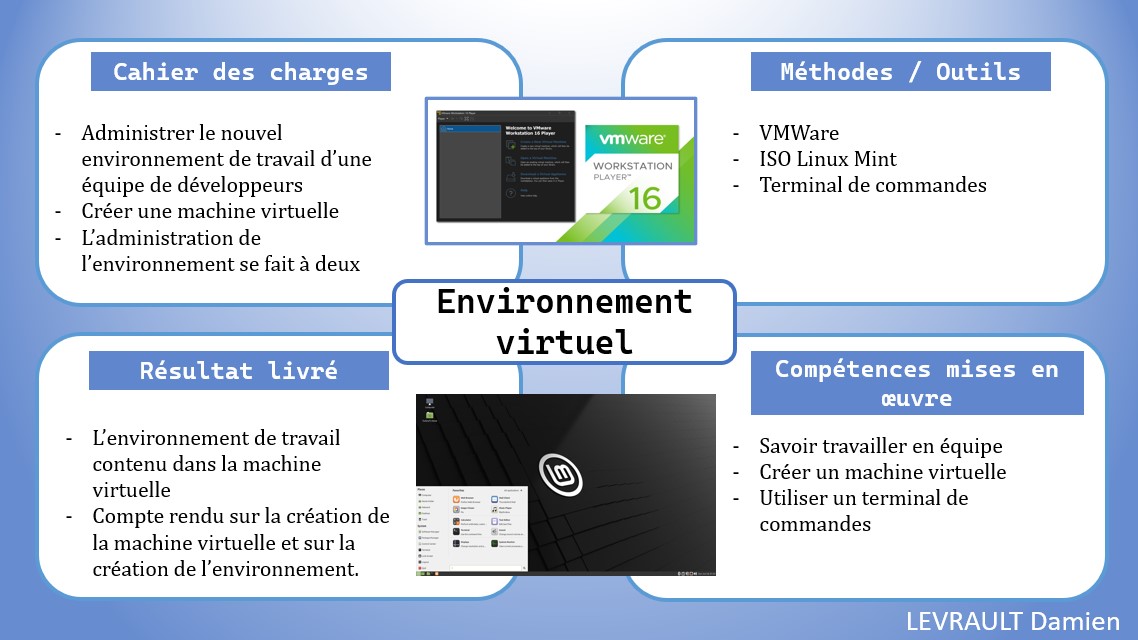 Cahier des charges
- Administrer le nouvel
environnement de travail d’une
équipe de développeurs
- Créer une machine virtuelle
- L’administration de
l’environnement se fait à deux
Méthodes / Outils
- VMWare
- ISO Linux Mint
- Terminal de commandes
Welcome to VMware
Workstation 16 Player
vmware®
WORKSTATION
PLAYER™
16
Environnement
virtuel
Résultat livré
- L’environnement de travail
contenu dans la machine
virtuelle
- Compte rendu sur la création de
la machine virtuelle et sur la
création de l’environnement.
Compétences mises en
œuvre
- Savoir travailler en équipe
- Créer un machine virtuelle
- Utiliser un terminal de
commandes
LEVRAULT Damien